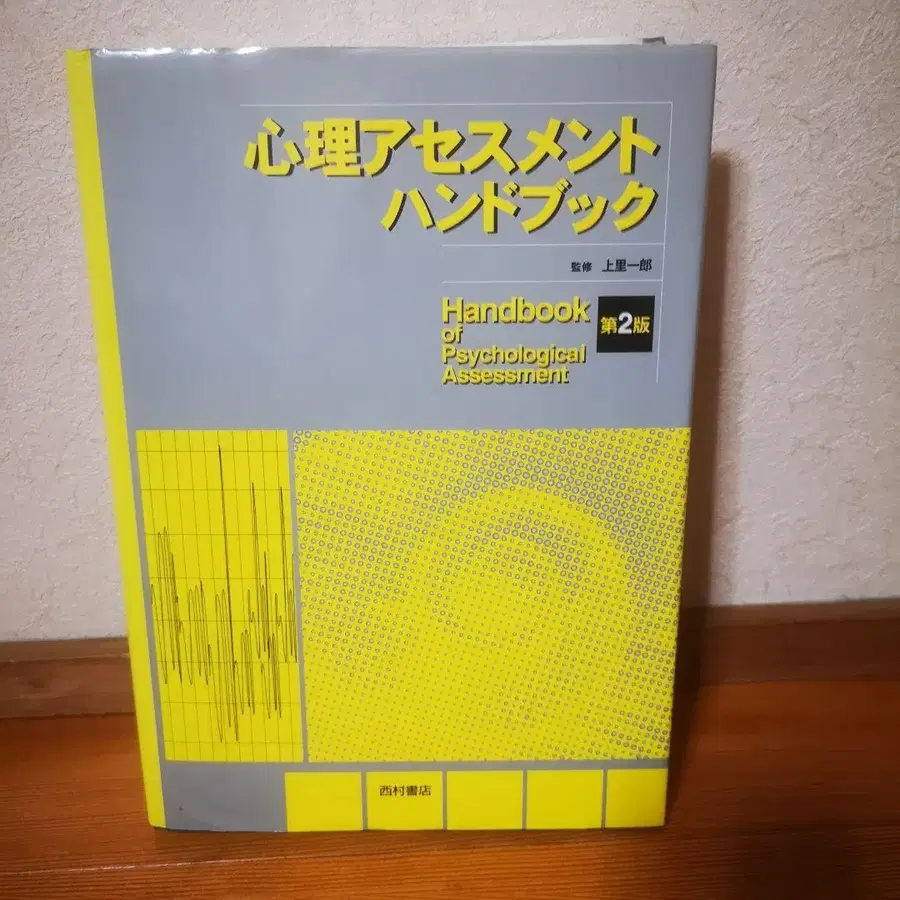 心理アセスメント
ハンドブック
監修 上里一郎
Handbook
of
Psychological
Assessment
第2版
西村書店